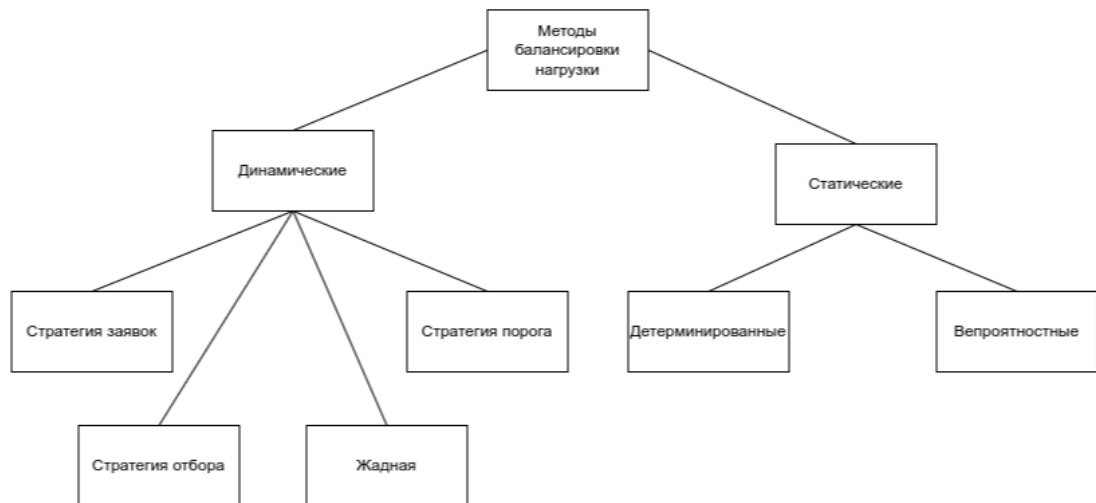 Методы
балансировки
нагрузки
Динамические
Статические
Стратегия заявок
Стратегия порога
Детерминированные
Вепроятностные
Стратегия отбора
Жадная